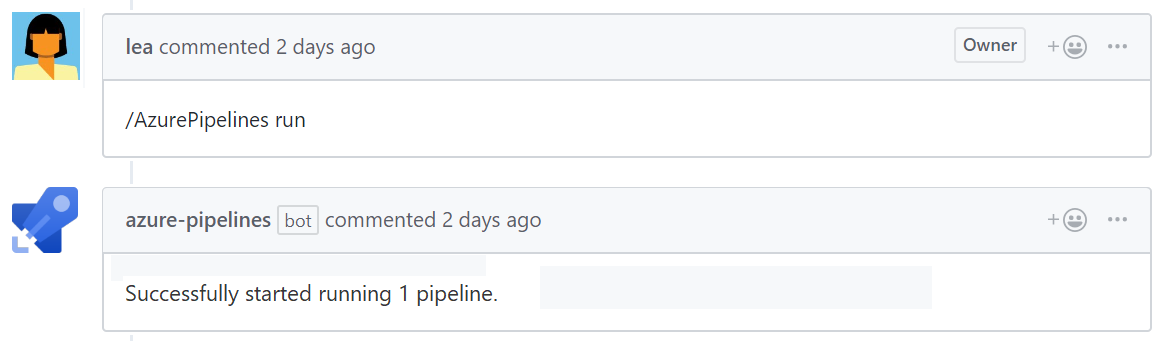 lea commented 2 days ago Owner
/AzurePipelines run
azure-pipelines bot commented 2 days ago
Successfully started running 1 pipeline.